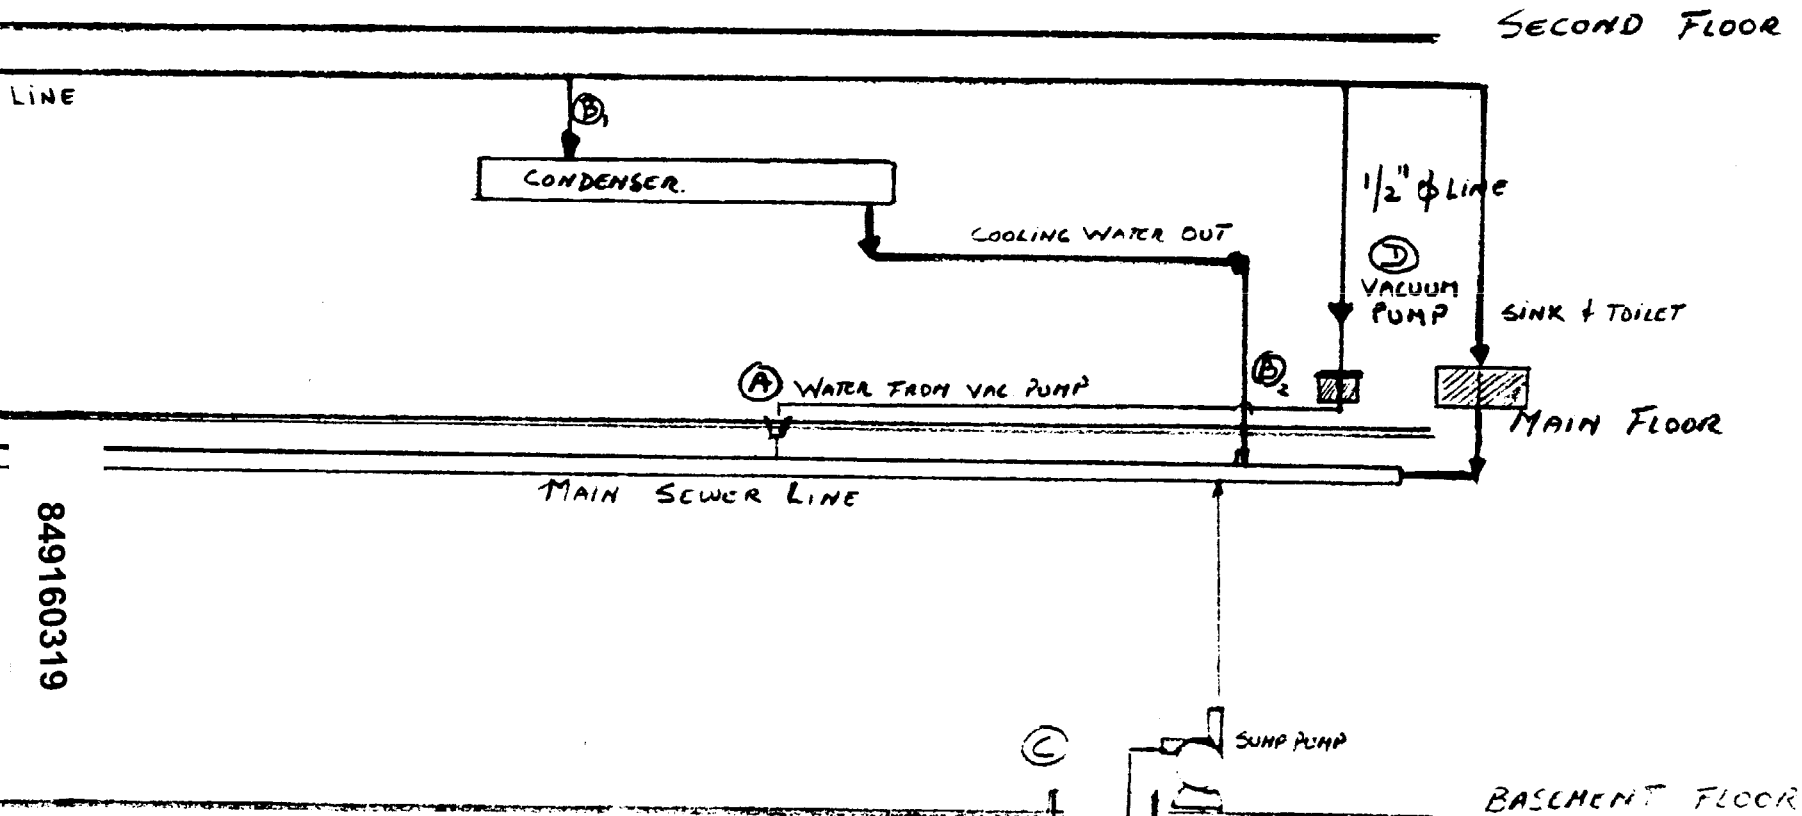 SECOND FLOOR
LINE
B1
CONDENSER.
1/2" ϕ LINE
COOLING WATER OUT
D
VACUUM
PUMP
SINK & TOILET
A WATER FROM VAC PUMP
B2
MAIN FLOOR
MAIN SEWER LINE
849160319
C
SUMP PUMP
BASEMENT FLOOR